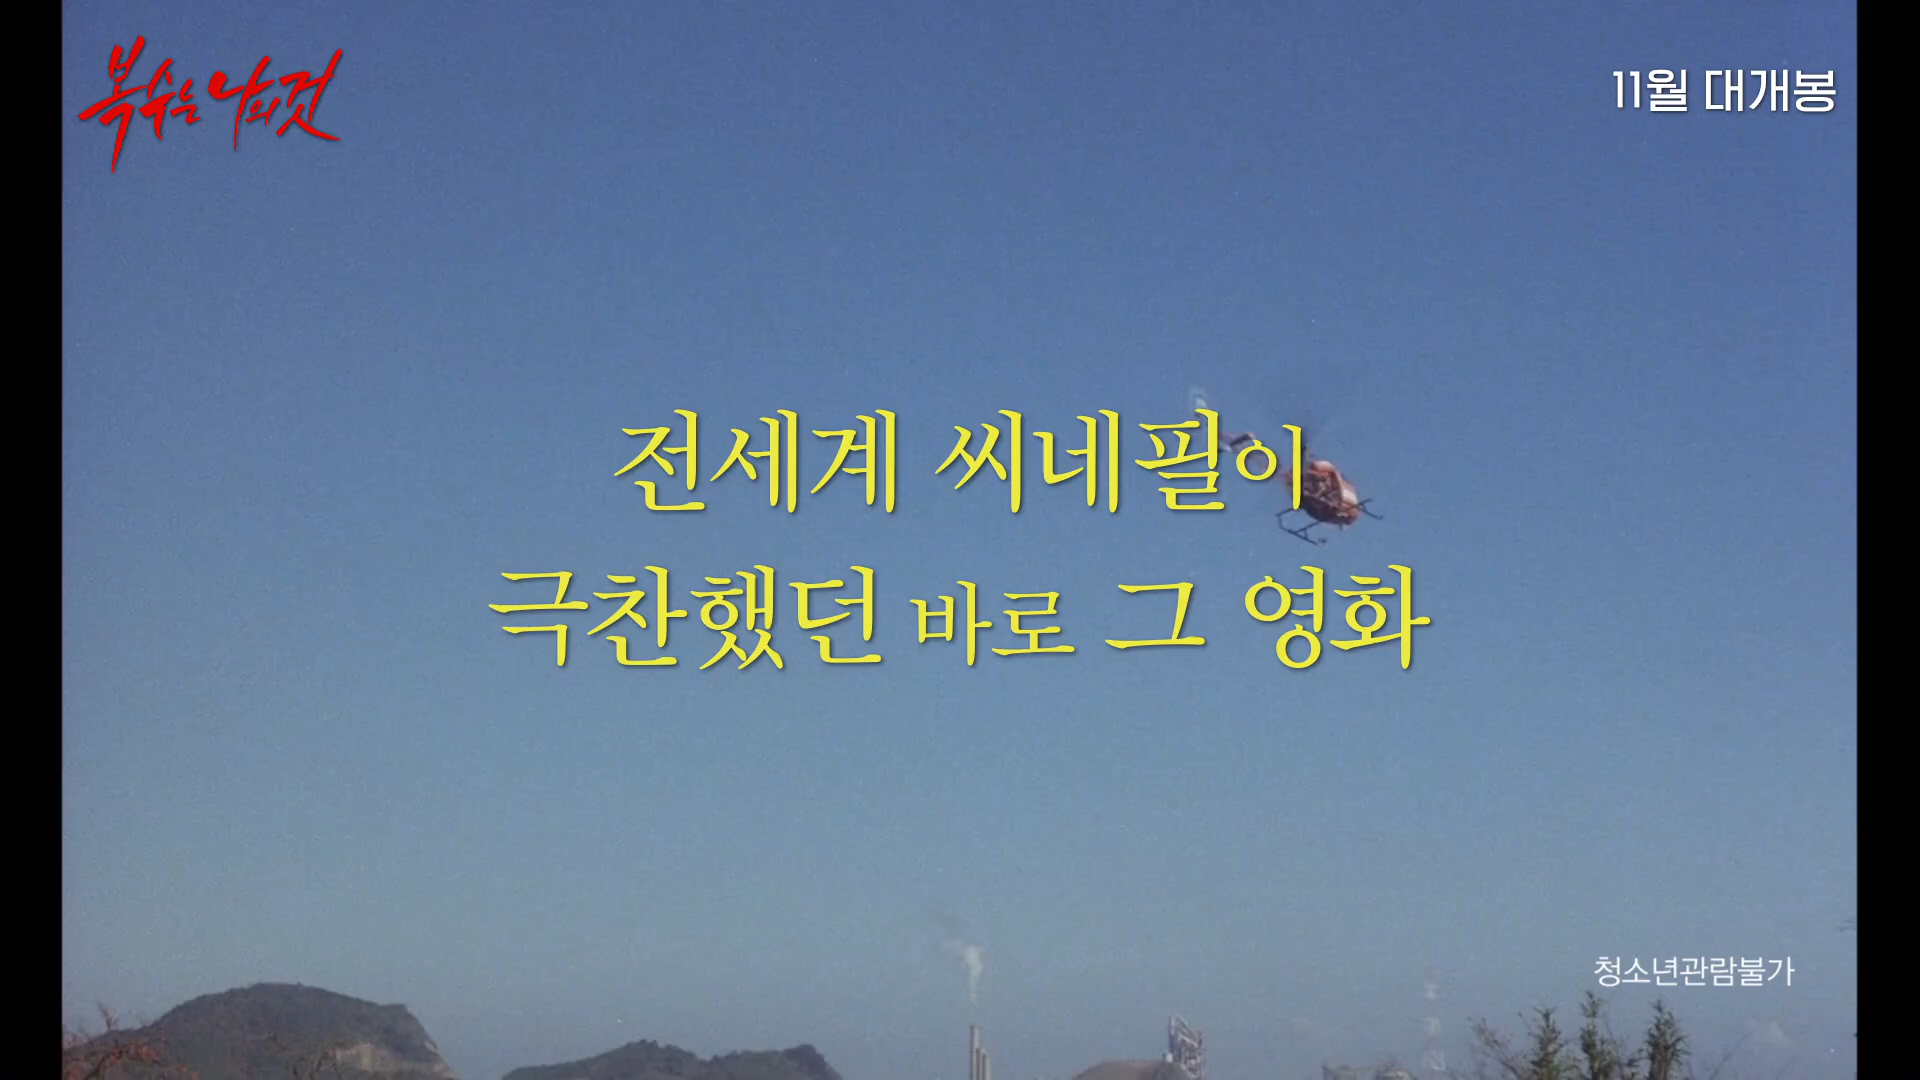 복수는 나의 것
11월 대개봉
전세계 씨네필이
극찬했던 바로 그 영화
청소년관람불가